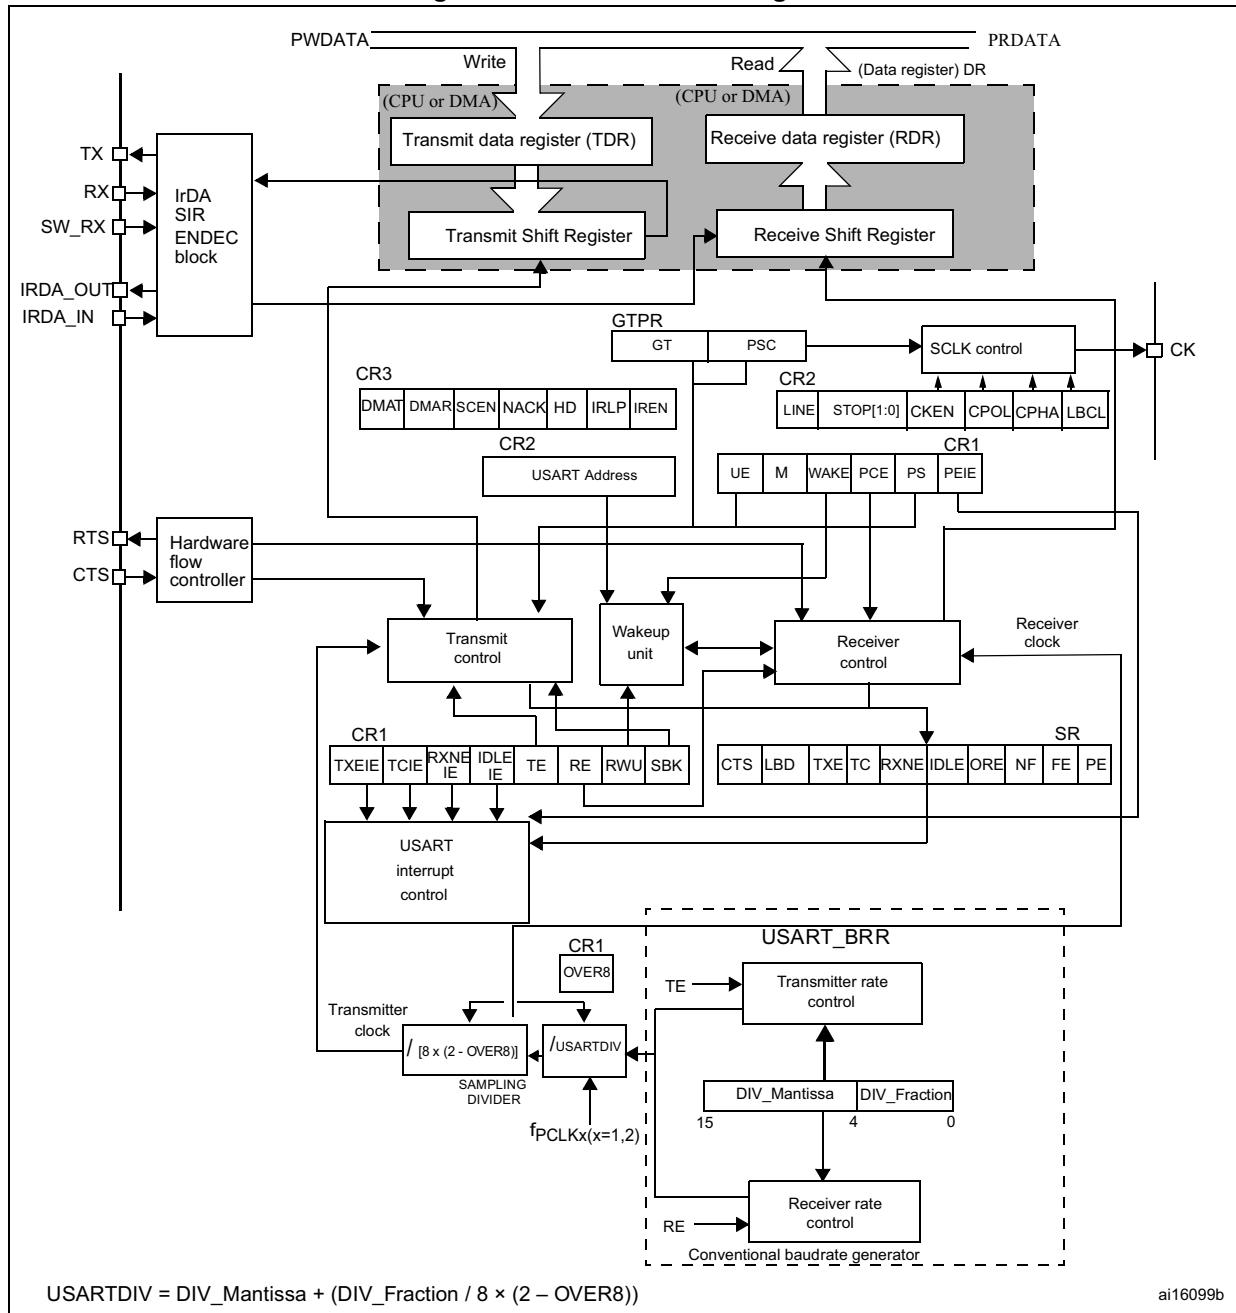 PWDATA
PRDATA
Write
Read
(Data register) DR
(CPU or DMA)
(CPU or DMA)
Transmit data register (TDR)
Receive data register (RDR)
TX
RX
SW_RX
IRDA_OUT
IRDA_IN
IrDA
SIR
ENDEC
block
Transmit Shift Register
Receive Shift Register
GTPR
GT
PSC
SCLK control
CK
CR3
DMAT
DMAR
SCEN
NACK
HD
IRLP
IREN
CR2
LINE
STOP[1:0]
CKEN
CPOL
CPHA
LBCL
CR2
USART Address
CR1
UE
M
WAKE
PCE
PS
PEIE
RTS
CTS
Hardware
flow
controller
Transmit
control
Wakeup
unit
Receiver
control
Receiver
clock
CR1
TXEIE
TCIE
RXNE
IE
IDLE
IE
TE
RE
RWU
SBK
SR
CTS
LBD
TXE
TC
RXNE
IDLE
ORE
NF
FE
PE
USART
interrupt
control
CR1
OVER8
USART_BRR
TE
Transmitter rate
control
Transmitter
clock
/ [8 x (2 - OVER8)]
/USARTDIV
SAMPLING
DIVIDER
fPCLKx(x=1,2)
DIV_Mantissa
DIV_Fraction
15
4
0
RE
Receiver rate
control
Conventional baudrate generator
USARTDIV = DIV_Mantissa + (DIV_Fraction / 8 × (2 – OVER8))
ai16099b